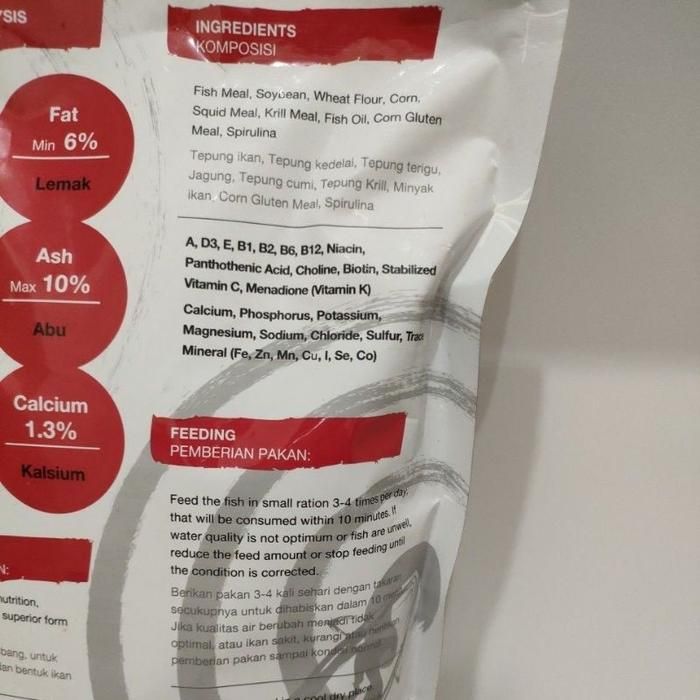 YSIS
Fat
Min 6%
Lemak
Ash
Max 10%
Abu
Calcium
1.3%
Kalsium
N:
nutrition,
superior form
bang, untuk
dan bentuk ikan
INGREDIENTS
KOMPOSISI
Fish Meal, Soybean, Wheat Flour, Corn,
Squid Meal, Krill Meal, Fish Oil, Corn Gluten
Meal, Spirulina
Tepung ikan, Tepung kedelai, Tepung terigu,
Jagung, Tepung cumi, Tepung Krill, Minyak
ikan, Corn Gluten Meal, Spirulina
A, D3, E, B1, B2, B6, B12, Niacin,
Panthothenic Acid, Choline, Biotin, Stabilized
Vitamin C, Menadione (Vitamin K)
Calcium, Phosphorus, Potassium,
Magnesium, Sodium, Chloride, Sulfur, Trace
Mineral (Fe, Zn, Mn, Cu, I, Se, Co)
FEEDING
PEMBERIAN PAKAN:
Feed the fish in small ration 3-4 times per day,
that will be consumed within 10 minutes. If
water quality is not optimum or fish are unwell,
reduce the feed amount or stop feeding until
the condition is corrected.
Berikan pakan 3-4 kali sehari dengan takaran
secukupnya untuk dihabiskan dalam 10
Jika kualitas air berubah menjadi tidak
optimal, atau ikan sakit, kurangi atau hentikan
pemberian pakan sampai kondisi normal.
in a cool dry place